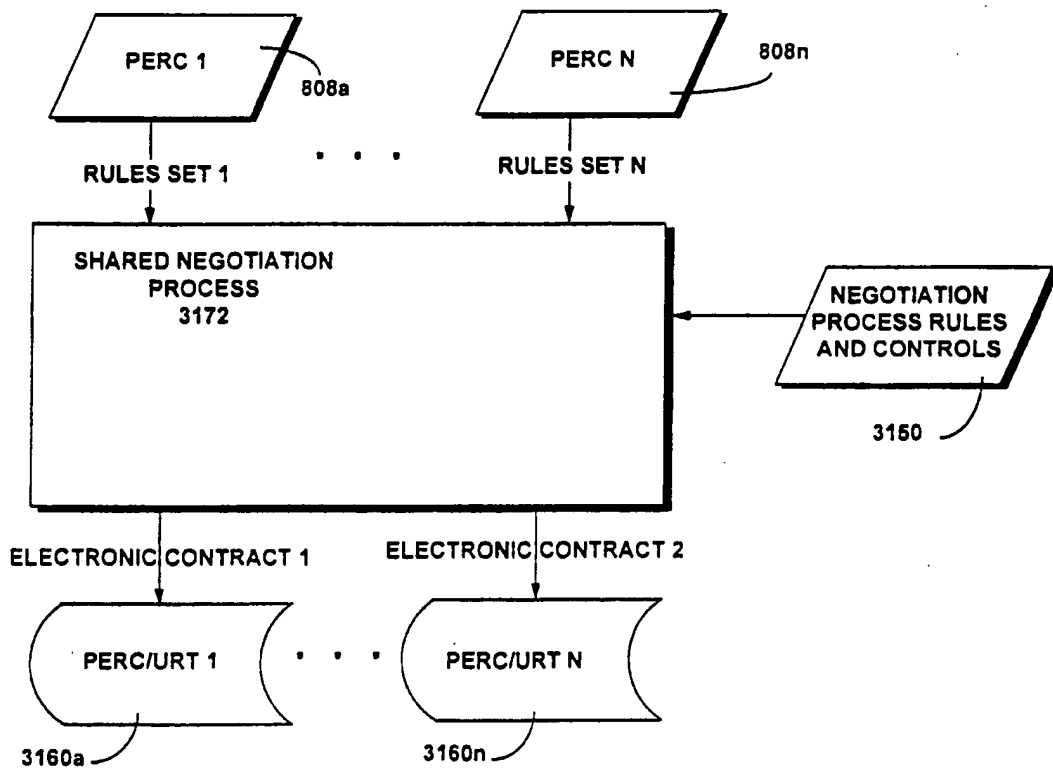 PERC 1
808a
PERC N
808n
RULES SET 1
RULES SET N
SHARED NEGOTIATION
PROCESS
3172
NEGOTIATION
PROCESS RULES
AND CONTROLS
3150
ELECTRONIC CONTRACT 1
ELECTRONIC CONTRACT 2
PERC/URT 1
PERC/URT N
3160a
3160n